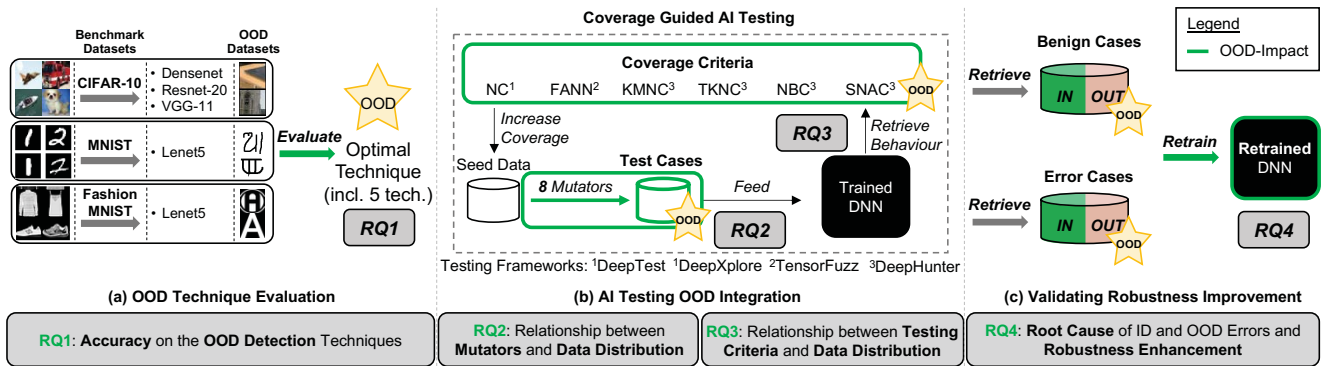 Benchmark
Datasets
OOD
Datasets
CIFAR-10
• Densenet
• Resnet-20
• VGG-11
MNIST
• Lenet5
Fashion
MNIST
• Lenet5
Evaluate
OOD
Optimal
Technique
(incl. 5 tech.)
RQ1
(a) OOD Technique Evaluation
RQ1: Accuracy on the OOD Detection Techniques
Coverage Guided AI Testing
Coverage Criteria
NC¹ FANN² KMNC³ TKNC³ NBC³ SNAC³
OOD
Increase
Coverage
RQ3
Retrieve
Behaviour
Seed Data
Test Cases
8 Mutators
OOD
Feed
RQ2
Trained
DNN
Testing Frameworks: ¹DeepTest ¹DeepXplore ²TensorFuzz ³DeepHunter
(b) AI Testing OOD Integration
RQ2: Relationship between
Mutators and Data Distribution
RQ3: Relationship between Testing
Criteria and Data Distribution
Legend
OOD-Impact
Benign Cases
Retrieve
IN OUT
OOD
Error Cases
Retrieve
IN OUT
OOD
Retrain
Retrained
DNN
RQ4
(c) Validating Robustness Improvement
RQ4: Root Cause of ID and OOD Errors and
Robustness Enhancement